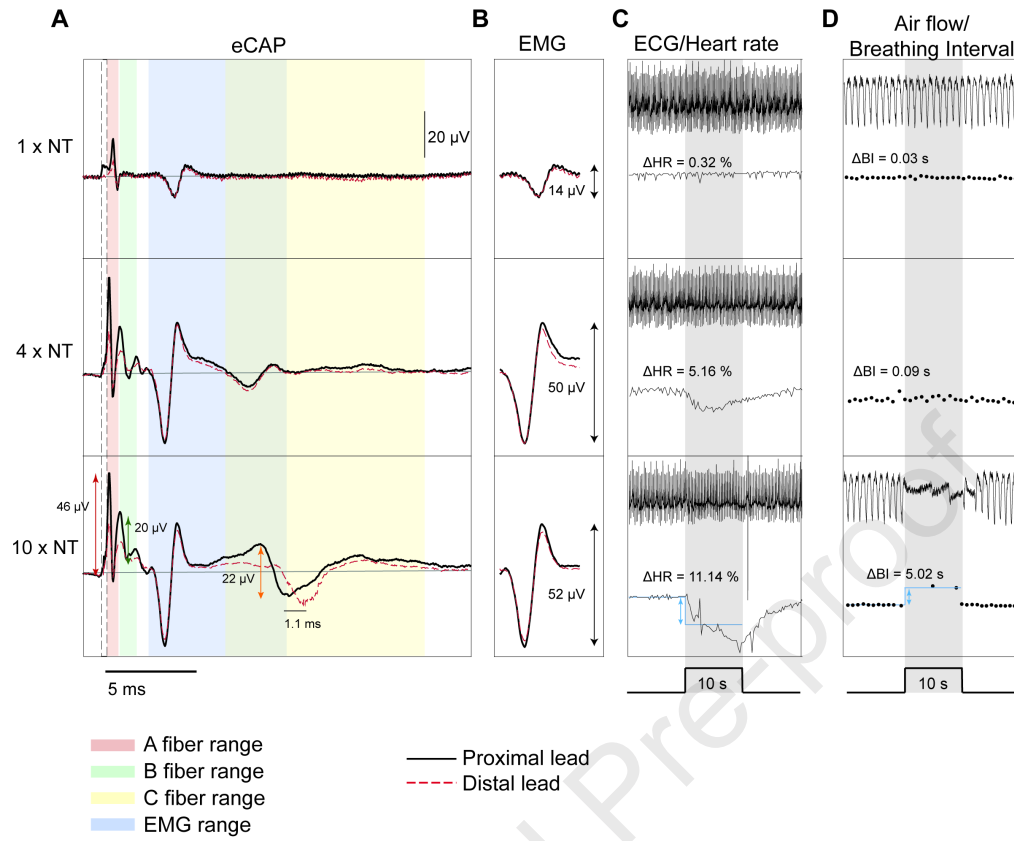 A
B
C
D
eCAP
EMG
ECG/Heart rate
Air flow/
Breathing Interval
1 x NT
20 µV
14 µV
ΔHR = 0.32 %
ΔBI = 0.03 s
4 x NT
50 µV
ΔHR = 5.16 %
ΔBI = 0.09 s
10 x NT
46 µV
20 µV
22 µV
1.1 ms
52 µV
ΔHR = 11.14 %
ΔBI = 5.02 s
5 ms
10 s
10 s
A fiber range
B fiber range
C fiber range
EMG range
Proximal lead
Distal lead
Pre-proof